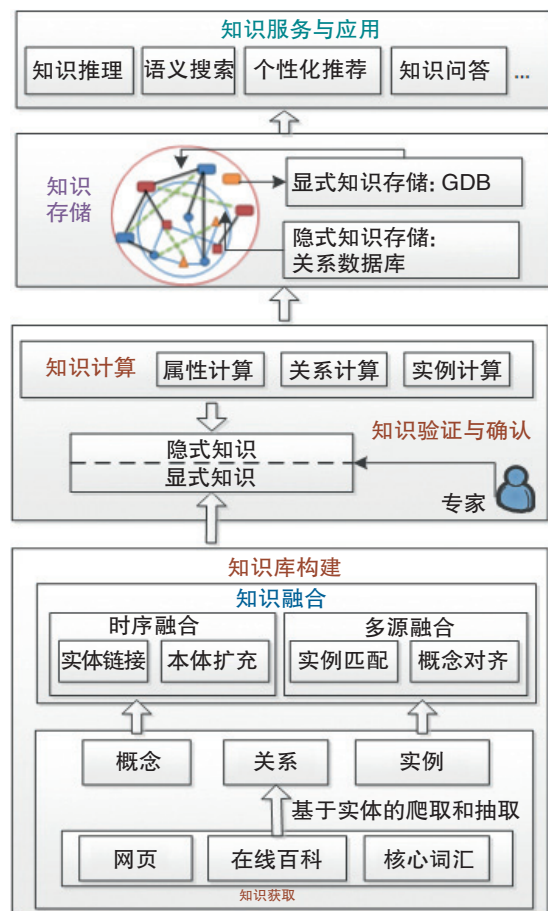 知识服务与应用
知识推理 语义搜索 个性化推荐 知识问答 ...
知识
存储
显式知识存储: GDB
隐式知识存储:
关系数据库
知识计算 属性计算 关系计算 实例计算
知识验证与确认
隐式知识
显式知识
专家
知识库构建
知识融合
时序融合 多源融合
实体链接 本体扩充 实例匹配 概念对齐
概念 关系 实例
基于实体的爬取和抽取
网页 在线百科 核心词汇
知识获取